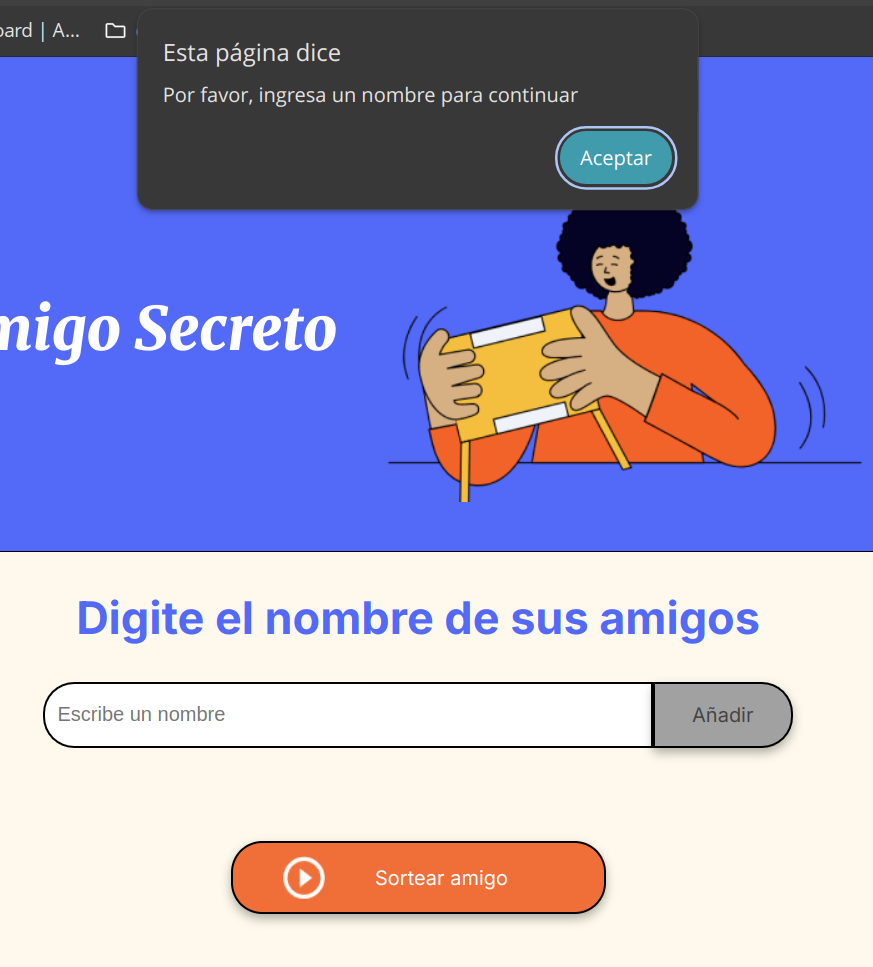 ard | A...
Esta página dice
Por favor, ingresa un nombre para continuar
Aceptar
migo Secreto
Digite el nombre de sus amigos
Escribe un nombre
Añadir
Sortear amigo